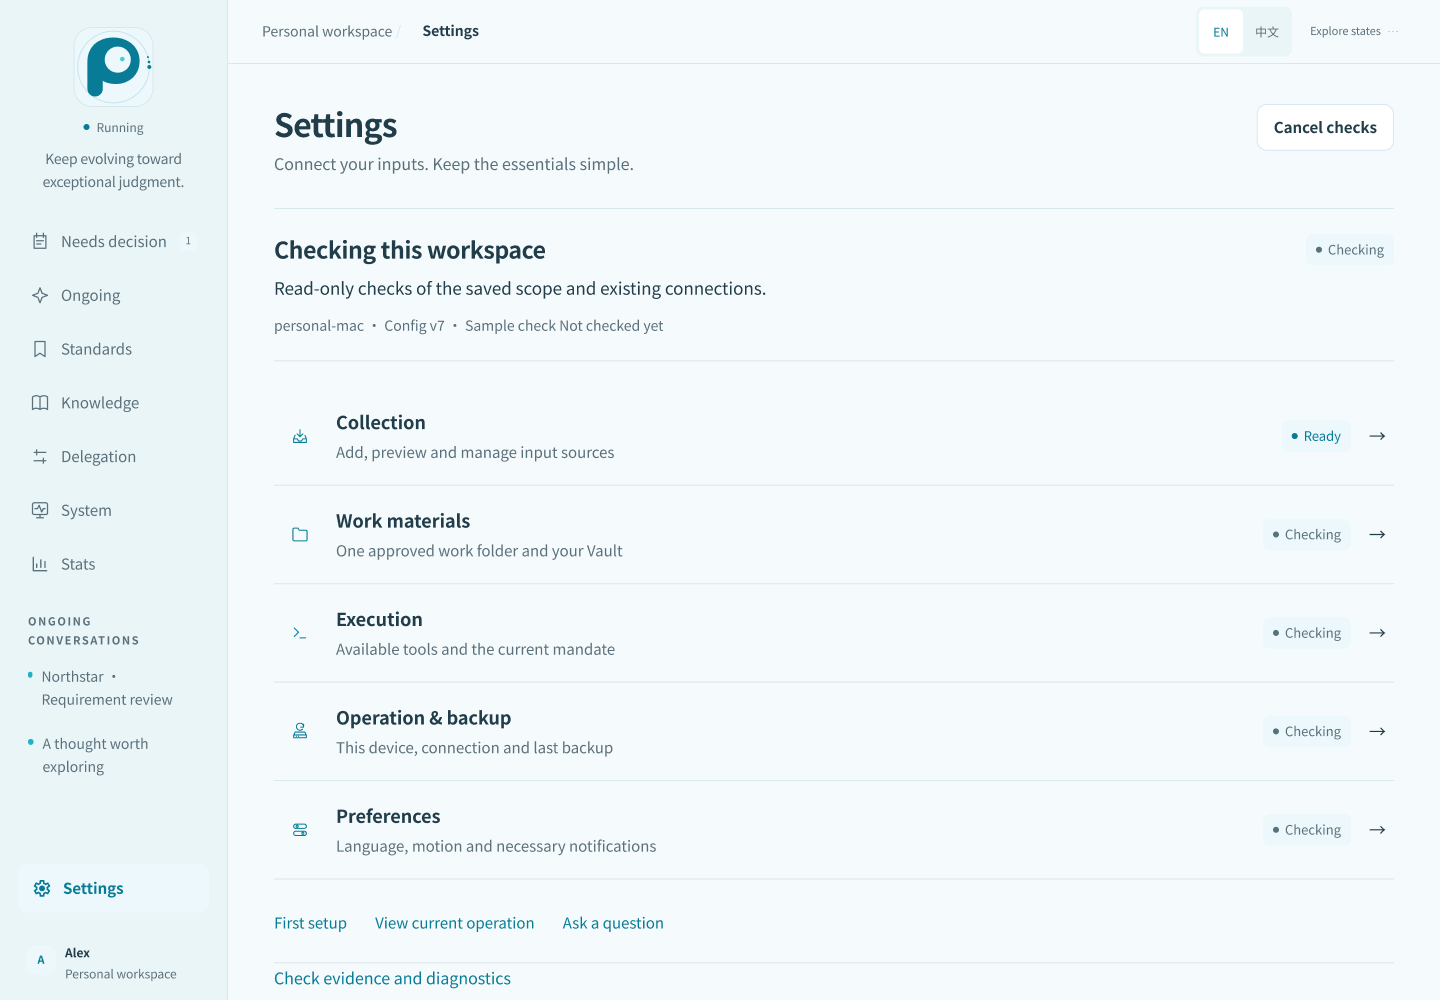 Running
Keep evolving toward
exceptional judgment.
Needs decision 1
Ongoing
Standards
Knowledge
Delegation
System
Stats
ONGOING
CONVERSATIONS
Northstar •
Requirement review
A thought worth
exploring
Settings
A
Alex
Personal workspace
Personal workspace / Settings
EN 中文 Explore states ···
Settings
Cancel checks
Connect your inputs. Keep the essentials simple.
Checking this workspace
Checking
Read-only checks of the saved scope and existing connections.
personal-mac • Config v7 • Sample check Not checked yet
Collection
Add, preview and manage input sources
Ready →
Work materials
One approved work folder and your Vault
Checking →
Execution
Available tools and the current mandate
Checking →
Operation & backup
This device, connection and last backup
Checking →
Preferences
Language, motion and necessary notifications
Checking →
First setup View current operation Ask a question
Check evidence and diagnostics